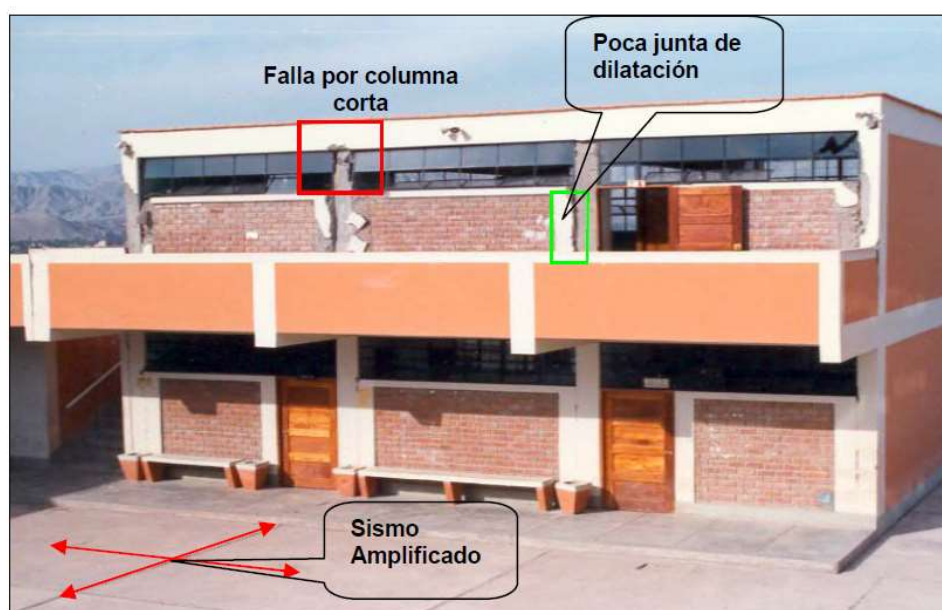 Falla por columna
corta
Poca junta de
dilatación
Sismo
Amplificado